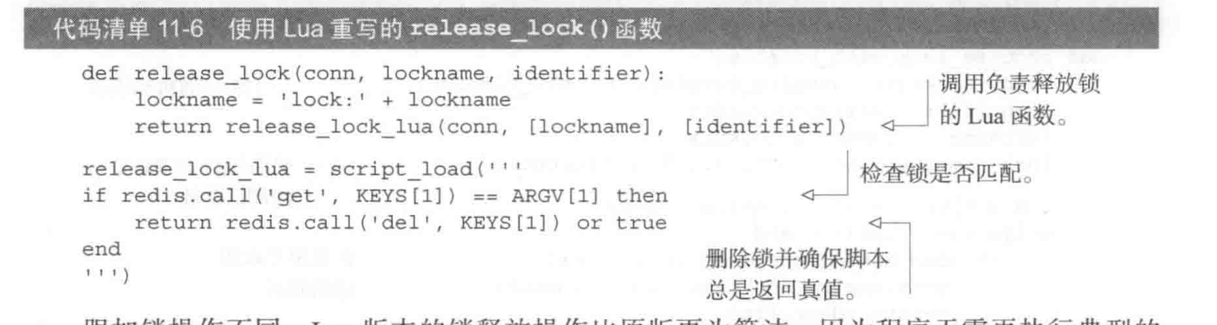 代码清单 11-6 使用 Lua 重写的 release_lock()函数
def release_lock(conn, lockname, identifier):
    lockname = 'lock:' + lockname
    return release_lock_lua(conn, [lockname], [identifier])
调用负责释放锁
的 Lua 函数。
release_lock_lua = script_load('''
if redis.call('get', KEYS[1]) == ARGV[1] then
检查锁是否匹配。
    return redis.call('del', KEYS[1]) or true
end
''')
删除锁并确保脚本
总是返回真值。